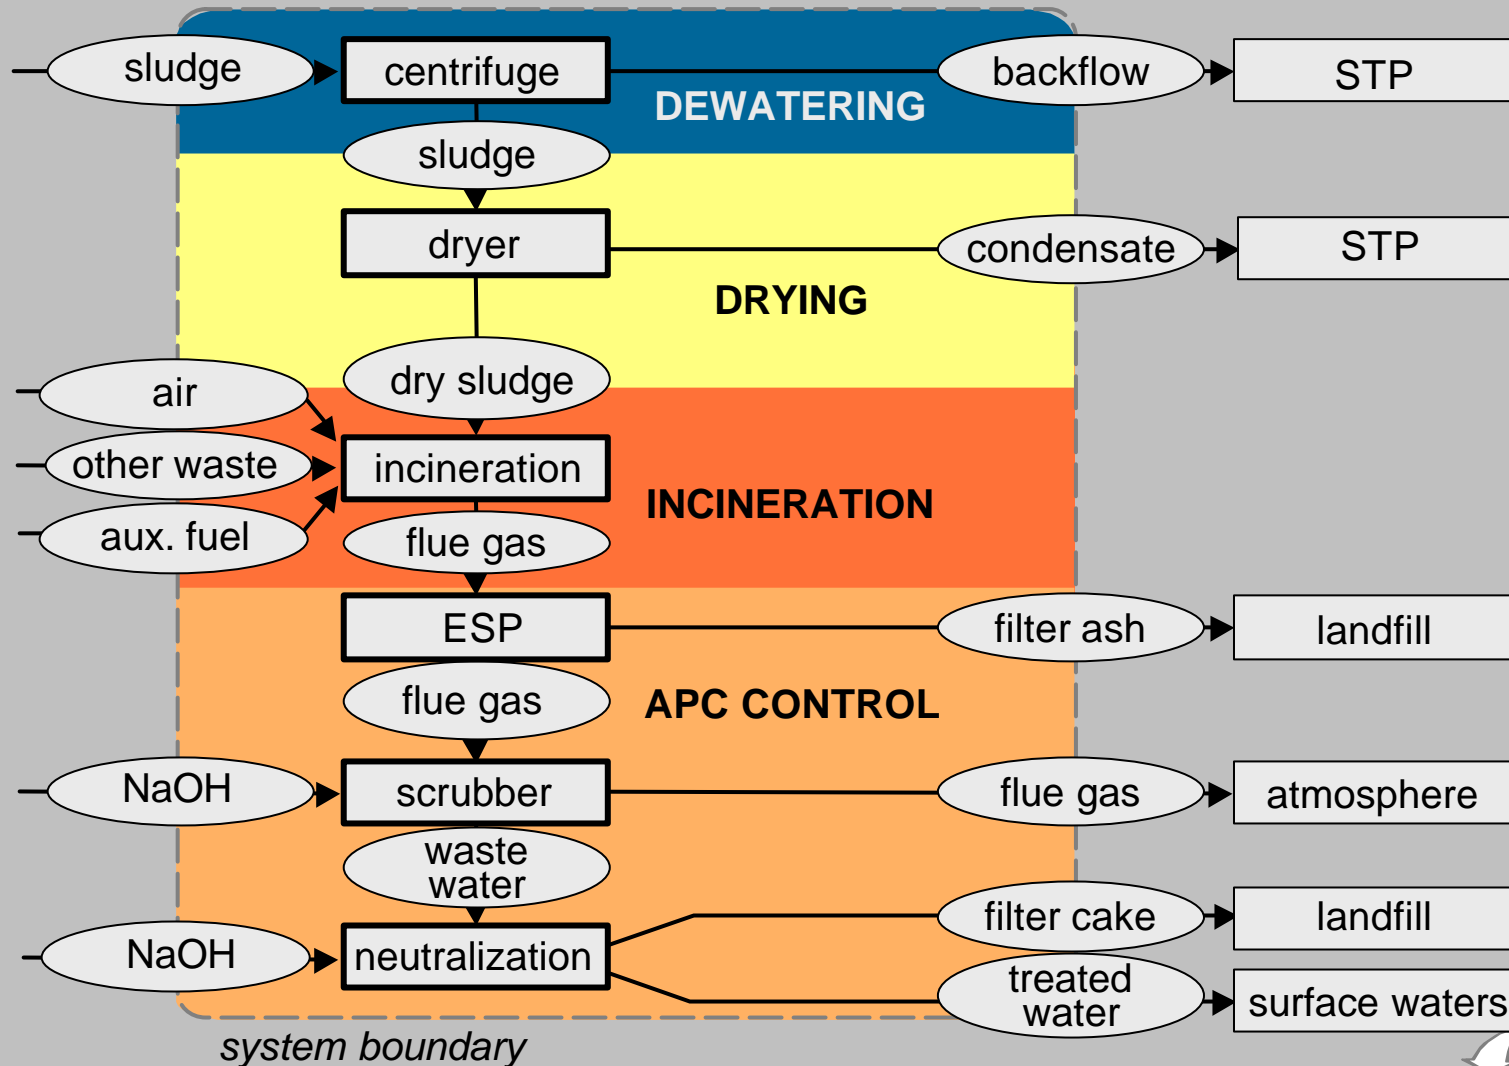 sludge
centrifuge
backflow
STP
DEWATERING
sludge
dryer
condensate
STP
DRYING
air
dry sludge
other waste
incineration
INCINERATION
aux. fuel
flue gas
ESP
filter ash
landfill
flue gas
APC CONTROL
NaOH
scrubber
flue gas
atmosphere
waste
water
filter cake
landfill
NaOH
neutralization
treated
water
surface waters
system boundary